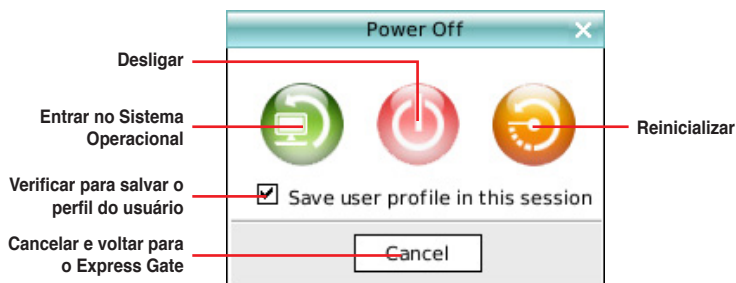 Power Off
Desligar
Entrar no Sistema
Operacional
Reinicializar
Verificar para salvar o
perfil do usuário
Save user profile in this session
Cancelar e voltar para
o Express Gate
Cancel